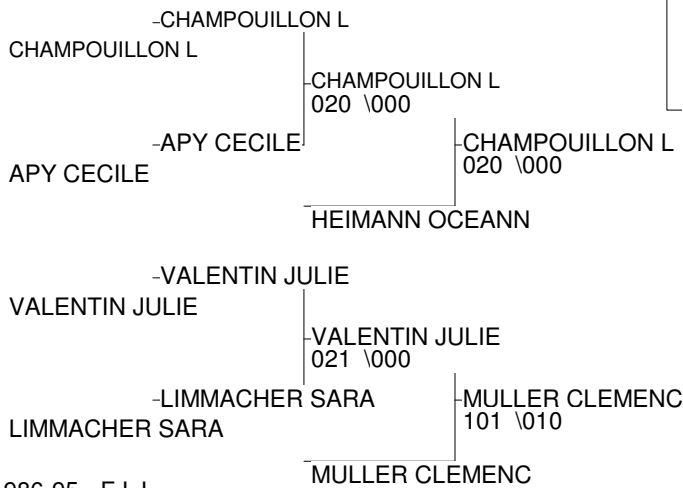 CHAMPOUILLON L
CHAMPOUILLON L
CHAMPOUILLON L
020 \000
APY CECILE
CHAMPOUILLON L
020 \000
APY CECILE
HEIMANN OCEANN
VALENTIN JULIE
VALENTIN JULIE
VALENTIN JULIE
021 \000
LIMMACHER SARA
MULLER CLEMENC
101 \010
LIMMACHER SARA
MULLER CLEMENC